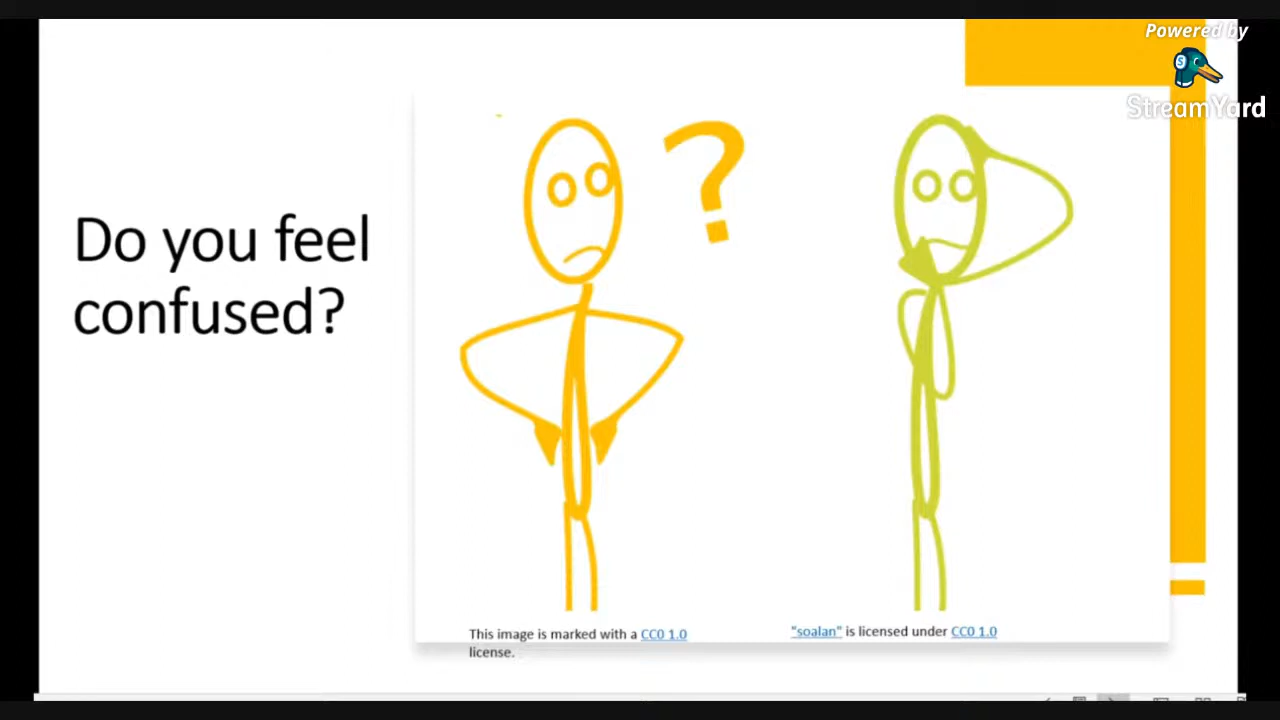 Powered by
StreamYard
Do you feel
confused?
?
This image is marked with a CC0 1.0
license.
"soalan" is licensed under CC0 1.0